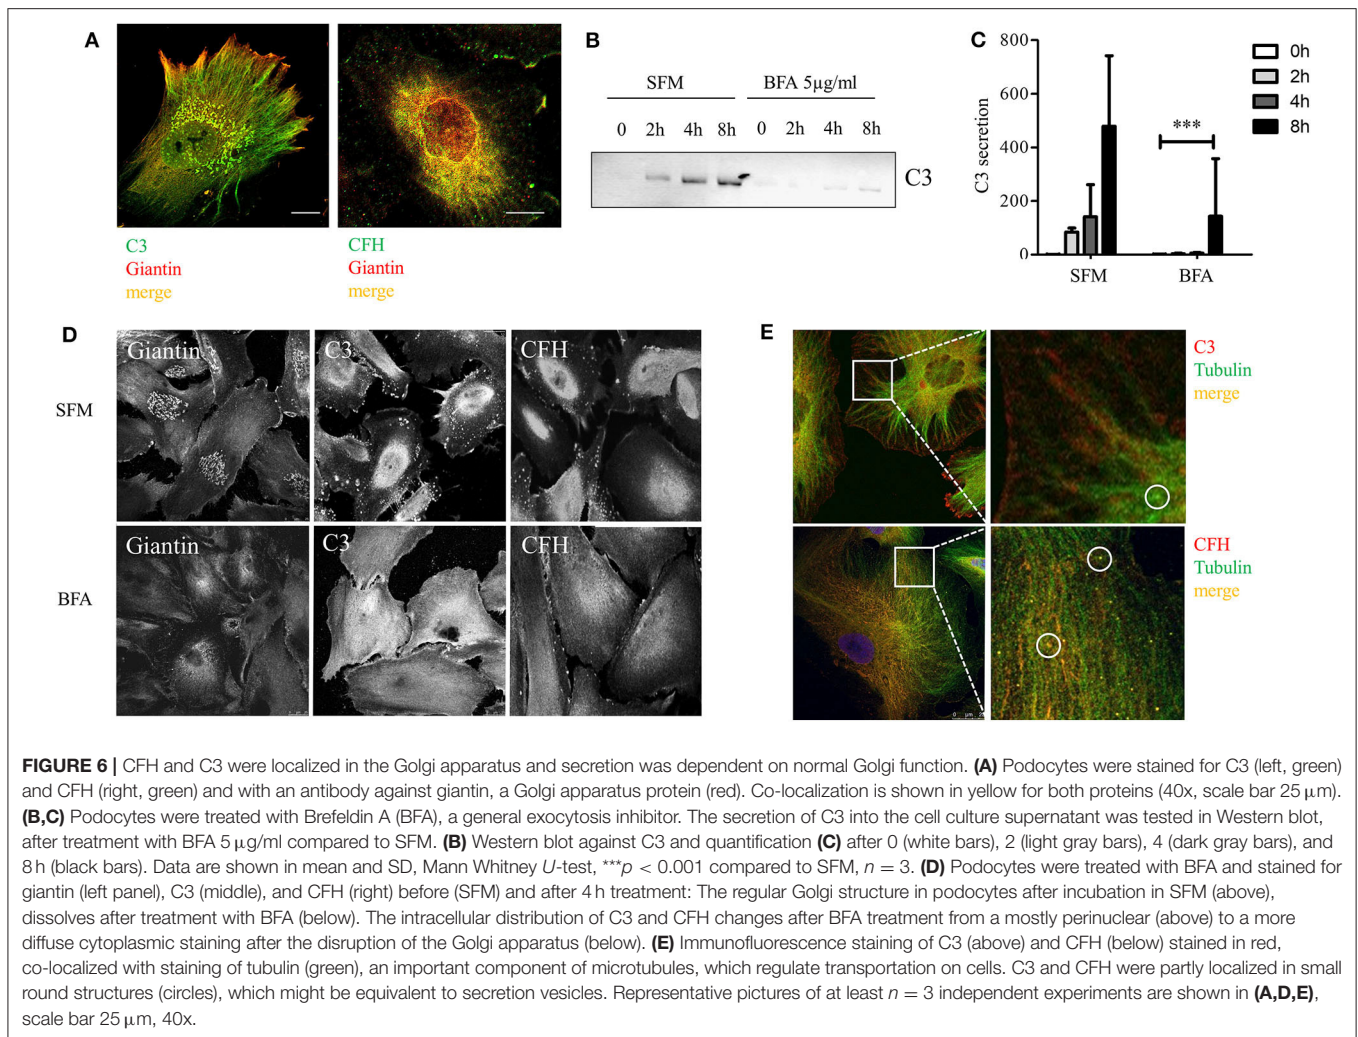 A
C3
Giantin
merge
CFH
Giantin
merge
B
SFM
BFA 5µg/ml
0 2h 4h 8h 0 2h 4h 8h
C3
C
C3 secretion
800
600
400
200
0
***
SFM
BFA
0h
2h
4h
8h
D
SFM
Giantin
C3
CFH
BFA
Giantin
C3
CFH
E
C3
Tubulin
merge
CFH
Tubulin
merge
FIGURE 6 | CFH and C3 were localized in the Golgi apparatus and secretion was dependent on normal Golgi function. (A) Podocytes were stained for C3 (left, green)
and CFH (right, green) and with an antibody against giantin, a Golgi apparatus protein (red). Co-localization is shown in yellow for both proteins (40x, scale bar 25 µm).
(B,C) Podocytes were treated with Brefeldin A (BFA), a general exocytosis inhibitor. The secretion of C3 into the cell culture supernatant was tested in Western blot,
after treatment with BFA 5 µg/ml compared to SFM. (B) Western blot against C3 and quantification (C) after 0 (white bars), 2 (light gray bars), 4 (dark gray bars), and
8 h (black bars). Data are shown in mean and SD, Mann Whitney U-test, ***p < 0.001 compared to SFM, n = 3. (D) Podocytes were treated with BFA and stained for
giantin (left panel), C3 (middle), and CFH (right) before (SFM) and after 4 h treatment: The regular Golgi structure in podocytes after incubation in SFM (above),
dissolves after treatment with BFA (below). The intracellular distribution of C3 and CFH changes after BFA treatment from a mostly perinuclear (above) to a more
diffuse cytoplasmic staining after the disruption of the Golgi apparatus (below). (E) Immunofluorescence staining of C3 (above) and CFH (below) stained in red,
co-localized with staining of tubulin (green), an important component of microtubules, which regulate transportation on cells. C3 and CFH were partly localized in small
round structures (circles), which might be equivalent to secretion vesicles. Representative pictures of at least n = 3 independent experiments are shown in (A,D,E),
scale bar 25 µm, 40x.